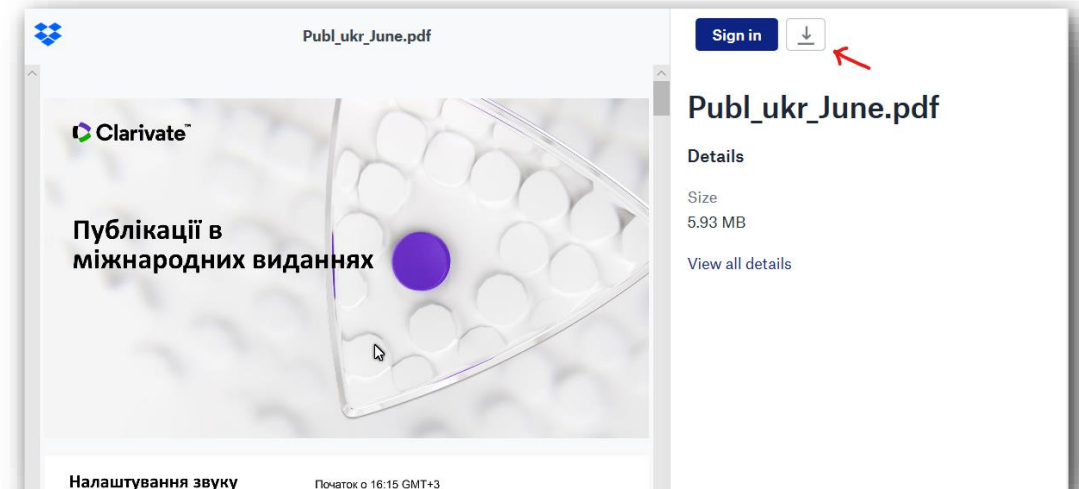 Publ_ukr_June.pdf
Sign in
Publ_ukr_June.pdf
Details
Size
5.93 MB
View all details
Clarivate™
Публікації в
міжнародних виданнях
Налаштування звуку
Початок о 16:15 GMT+3